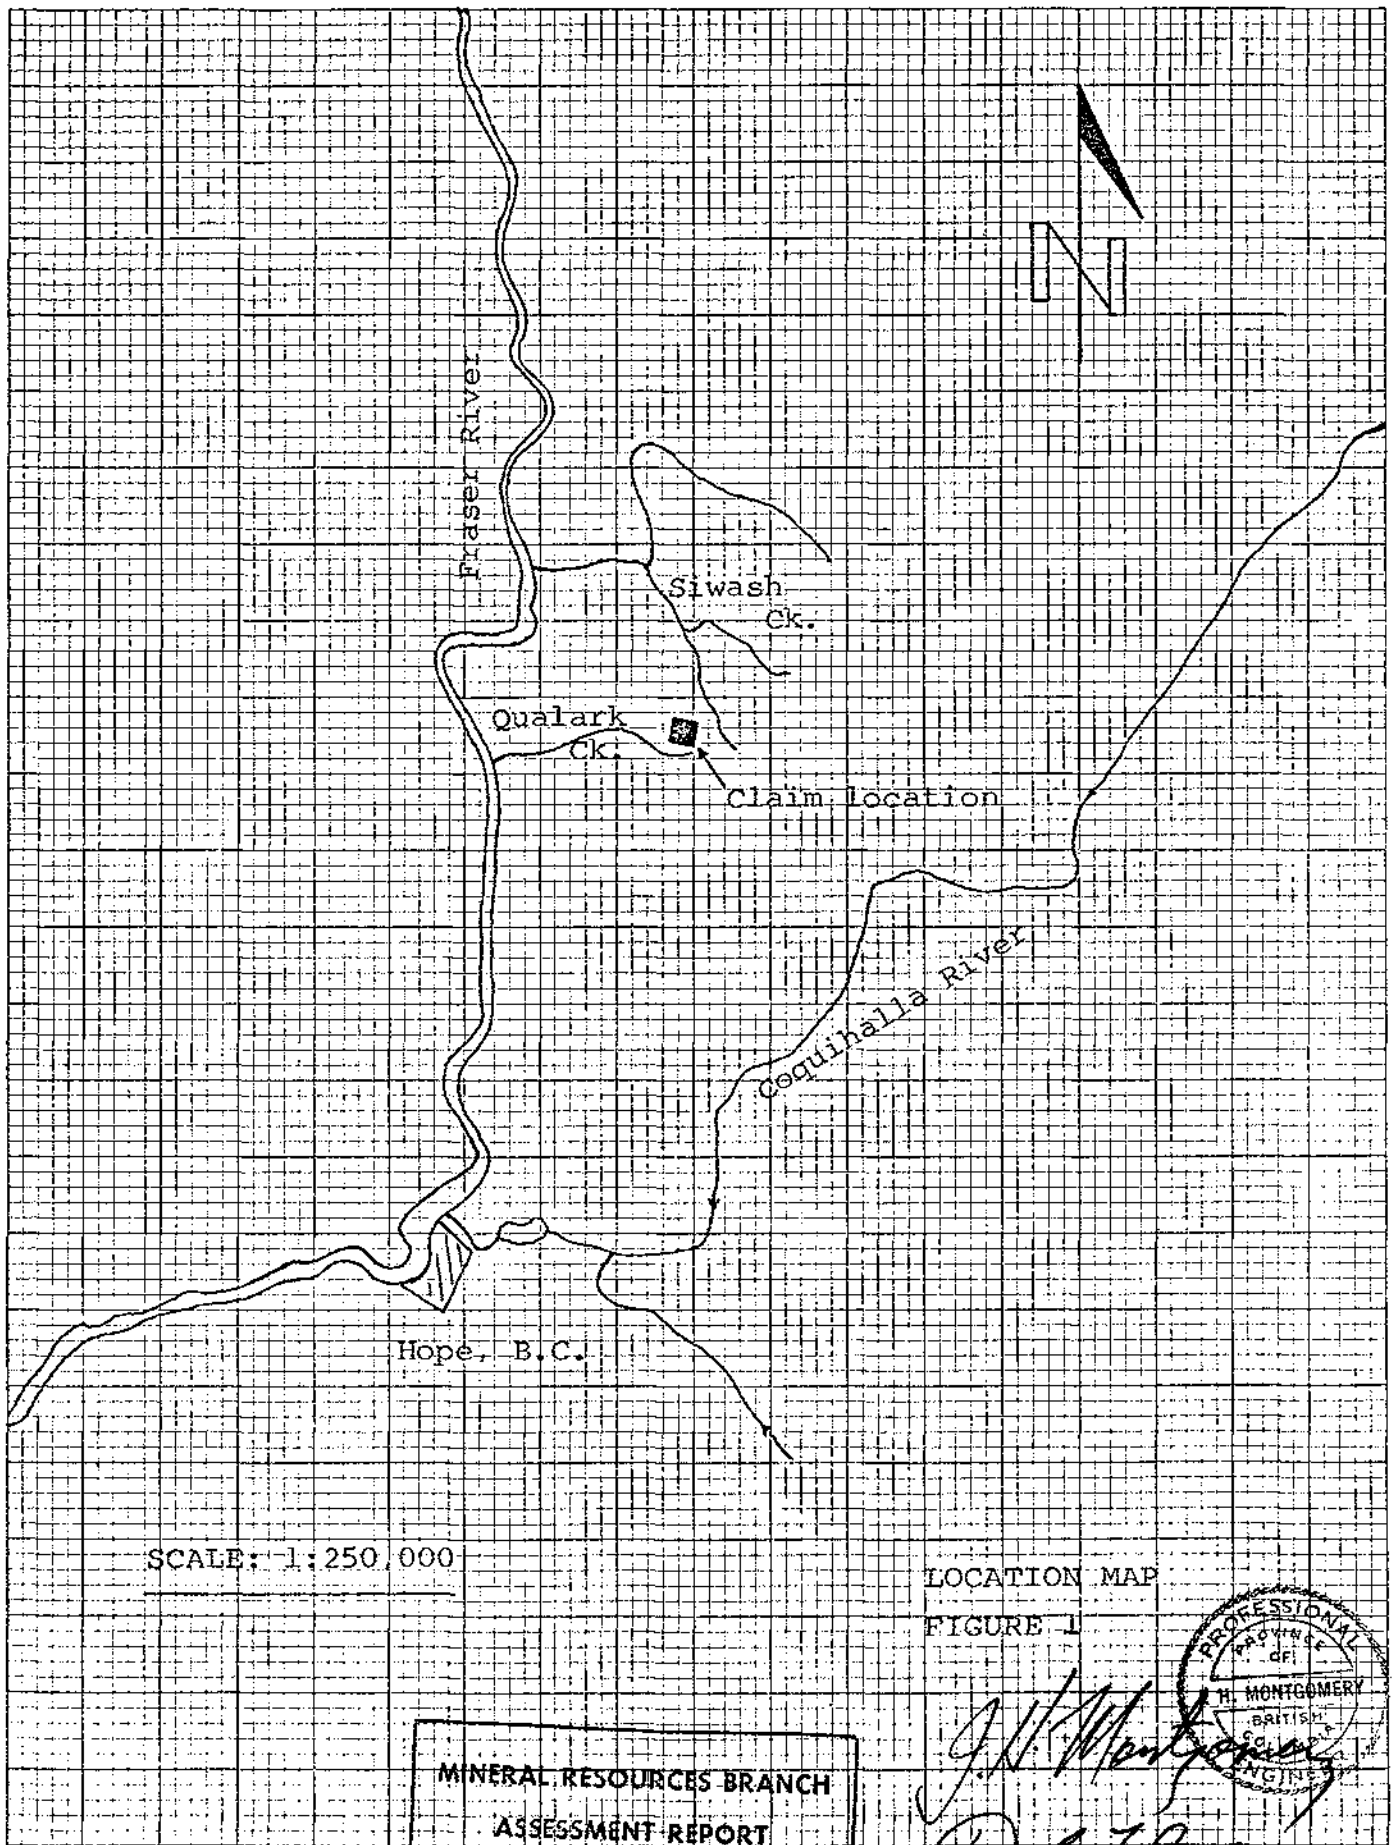 N
Fraser River
Siwash
Ck.
Qualark
Ck.
Claim location
Coquihalla River
Hope, B.C.
SCALE: 1:250,000
LOCATION MAP
FIGURE 1
PROFESSIONAL
PROVINCE
OF
H. MONTGOMERY
BRITISH
COLUMBIA
ENGINEER
J. H. Montgomery
MINERAL RESOURCES BRANCH
ASSESSMENT REPORT